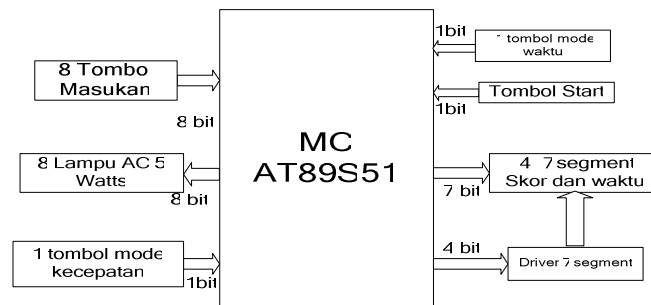 8 Tombo
Masukan
8 bit
8 Lampu AC 5
Watts
8 bit
1 tombol mode
kecepatan
1bit
MC
AT89S51
1bit
tombol mode
waktu
Tombol Start
1bit
4 7 segment
Skor dan waktu
7 bit
4 bit
Driver 7 segment